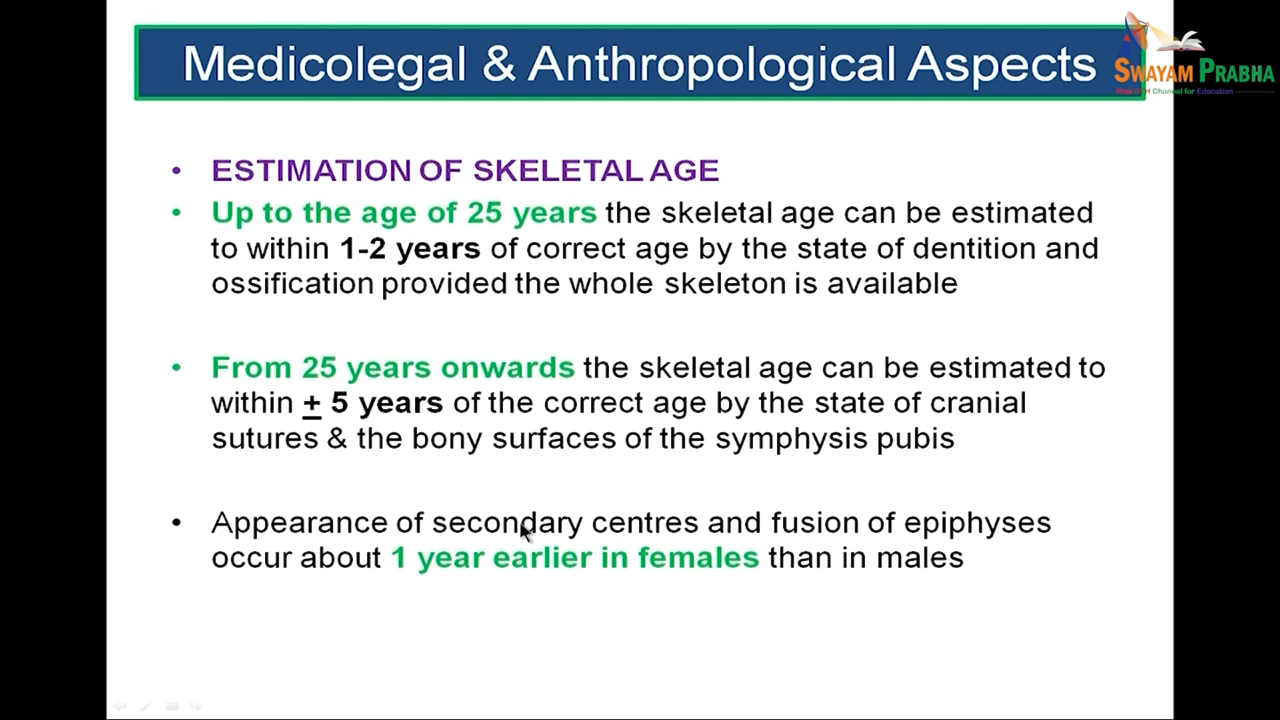 Medicolegal & Anthropological Aspects
SWAYAM PRABHA
• ESTIMATION OF SKELETAL AGE
• Up to the age of 25 years the skeletal age can be estimated
to within 1-2 years of correct age by the state of dentition and
ossification provided the whole skeleton is available
• From 25 years onwards the skeletal age can be estimated to
within + 5 years of the correct age by the state of cranial
sutures & the bony surfaces of the symphysis pubis
• Appearance of secondary centres and fusion of epiphyses
occur about 1 year earlier in females than in males